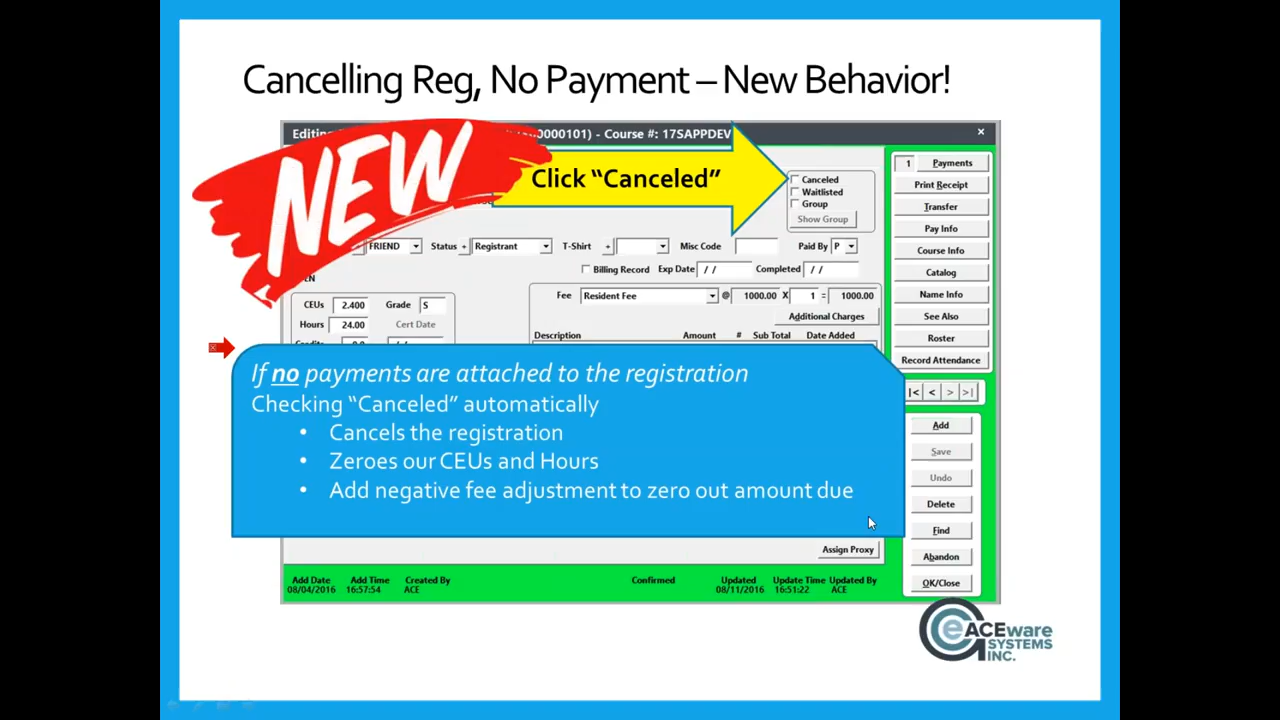 Cancelling Reg, No Payment – New Behavior!
Editin 00000101) - Course #: 17SAPPDEV
NEW
Click “Canceled”
Canceled
Waitlisted
Group
Show Group
FRIEND Status + Registrant T-Shirt + Misc Code Paid By P
Billing Record Exp Date / / Completed / /
CEUs 2.400 Grade S
Hours 24.00 Cert Date
Fee Resident Fee @ 1000.00 X 1 = 1000.00
Additional Charges
Description Amount # Sub Total Date Added
If no payments are attached to the registration
Checking “Canceled” automatically
• Cancels the registration
• Zeroes our CEUs and Hours
• Add negative fee adjustment to zero out amount due
Assign Proxy
Add Date Add Time Created By Confirmed Updated Update Time Updated By
08/04/2016 16:57:54 ACE 08/11/2016 16:51:22 ACE
1 Payments
Print Receipt
Transfer
Pay Info
Course Info
Catalog
Name Info
See Also
Roster
Record Attendance
|< < > >|
Add
Save
Undo
Delete
Find
Abandon
OK/Close
ACEware
SYSTEMS
INC.